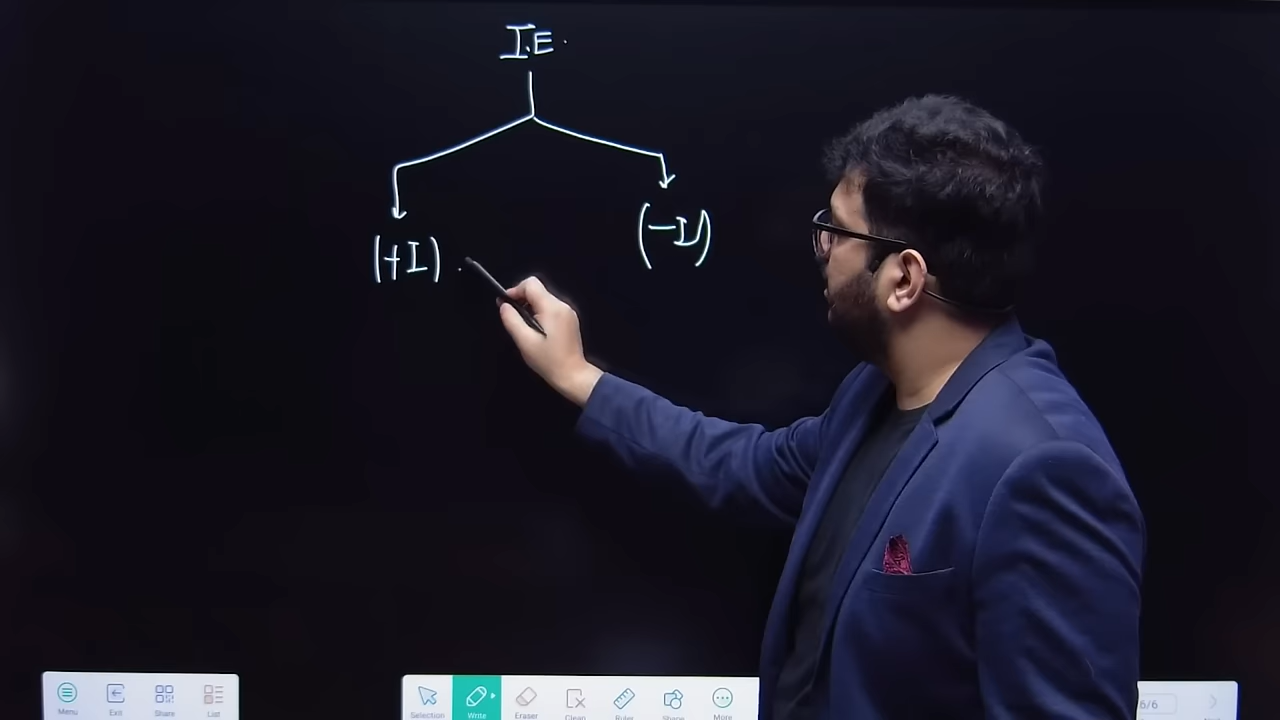 I.E.
(+I) (-I)
Menu Exit Share List Selection Write Eraser Clean Ruler Shape More 6/6